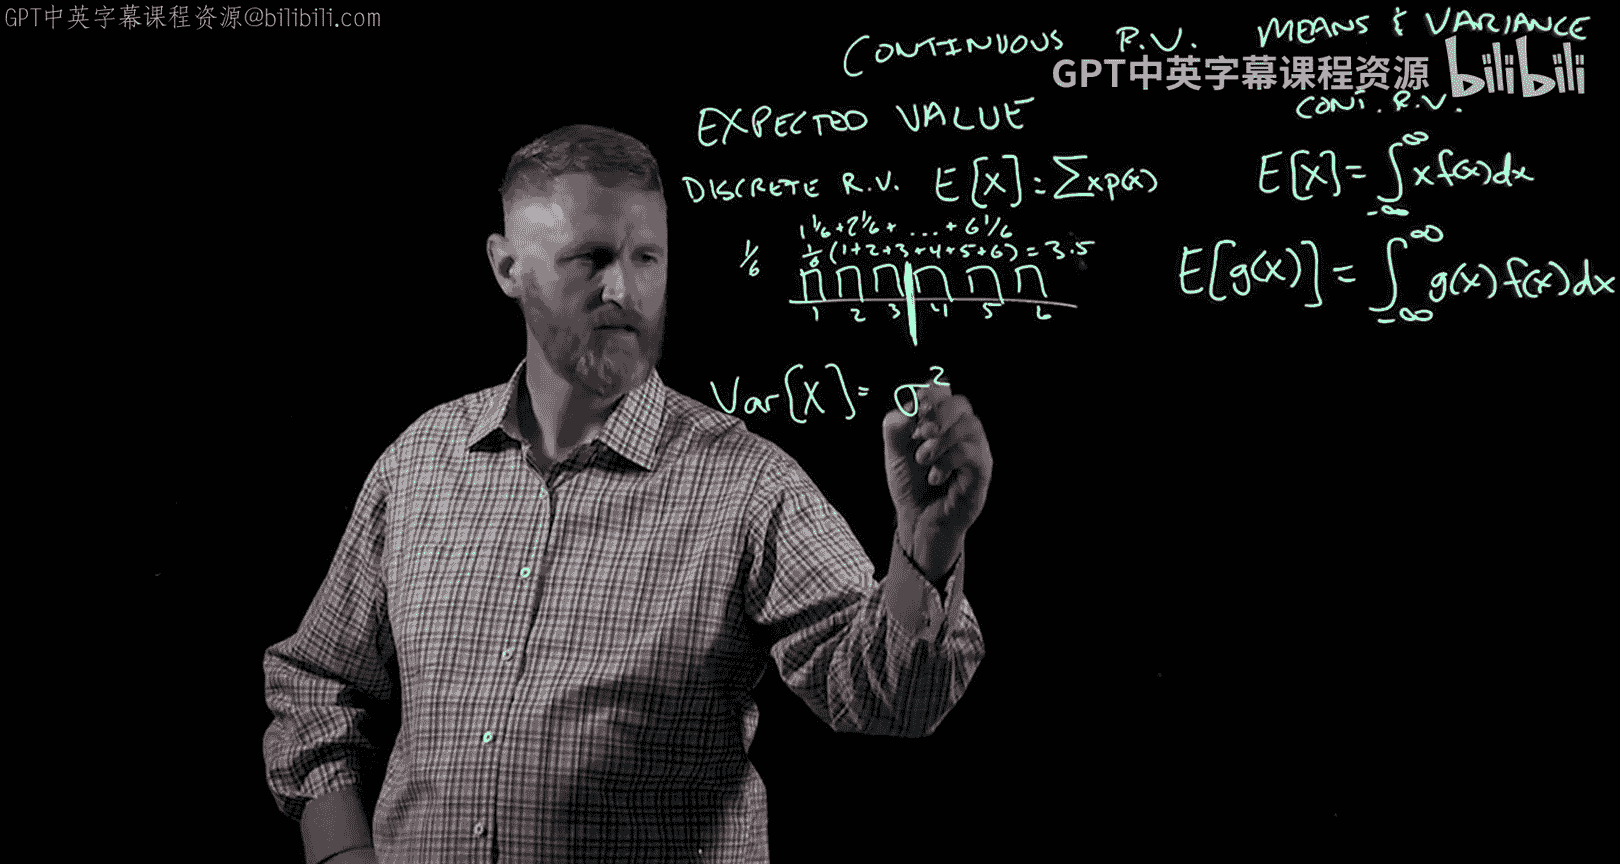 GPT中英字幕课程资源@bilibili.com
CONTINUOUS R.V. MEANS & VARIANCE
GPT中英字幕课程资源 bilibili
EXPECTED VALUE
CONT. R.V.
DISCRETE R.V. E[X] = ∑xp(x)
E[X] = ∫_{-∞}^{∞} x f(x) dx
1 1/6 + 2 1/6 + ... + 6 1/6
1/6 1/6 (1+2+3+4+5+6) = 3.5
1 2 3 4 5 6
E[g(x)] = ∫_{-∞}^{∞} g(x) f(x) dx
Var[X] = σ²